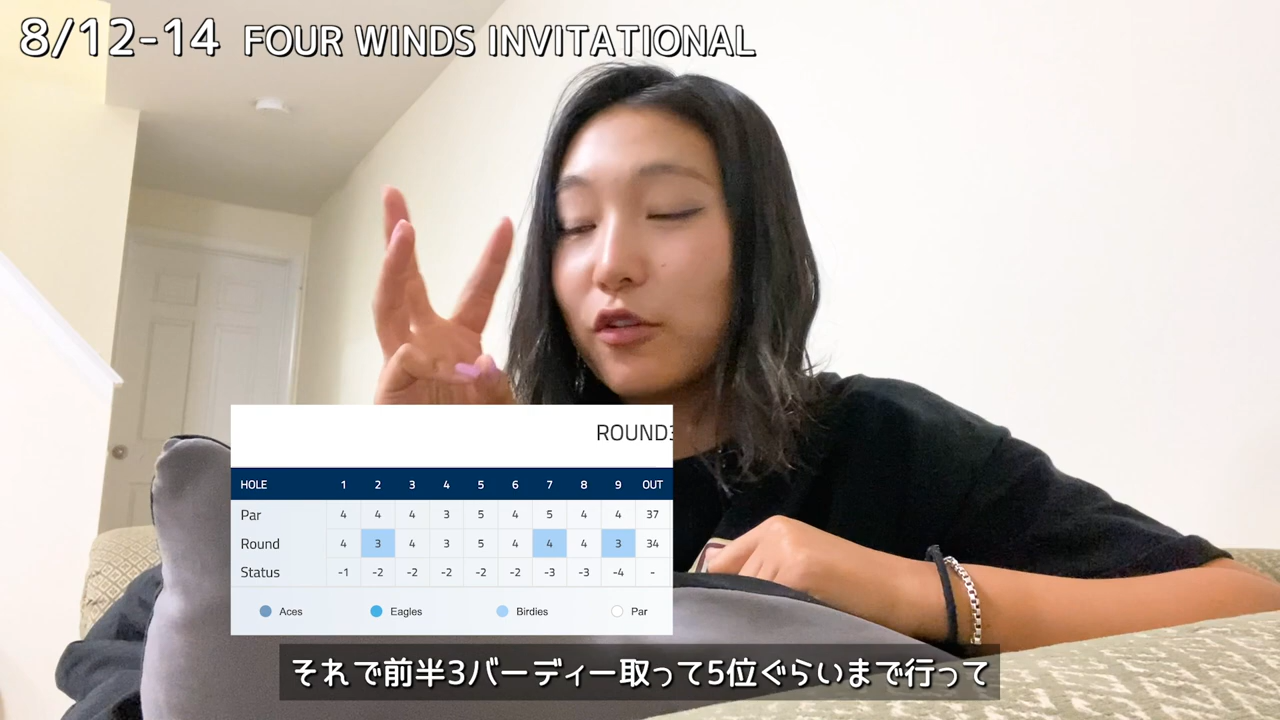 8/12-14 FOUR WINDS INVITATIONAL
ROUND3
HOLE 1 2 3 4 5 6 7 8 9 OUT
Par 4 4 4 3 5 4 5 4 4 37
Round 4 3 4 3 5 4 4 4 3 34
Status -1 -2 -2 -2 -2 -2 -3 -3 -4 -
Aces Eagles Birdies Par
それで前半3バーディー取って5位ぐらいまで行って